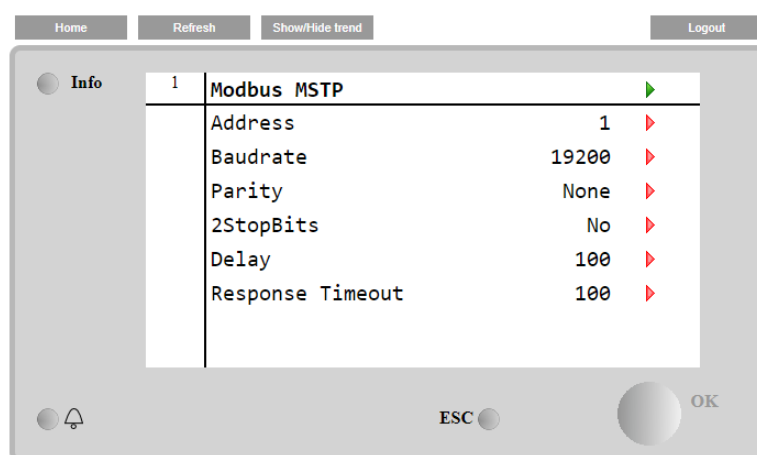 Home Refresh Show/Hide trend Logout
Info
1 Modbus MSTP
Address 1
Baudrate 19200
Parity None
2StopBits No
Delay 100
Response Timeout 100
ESC OK